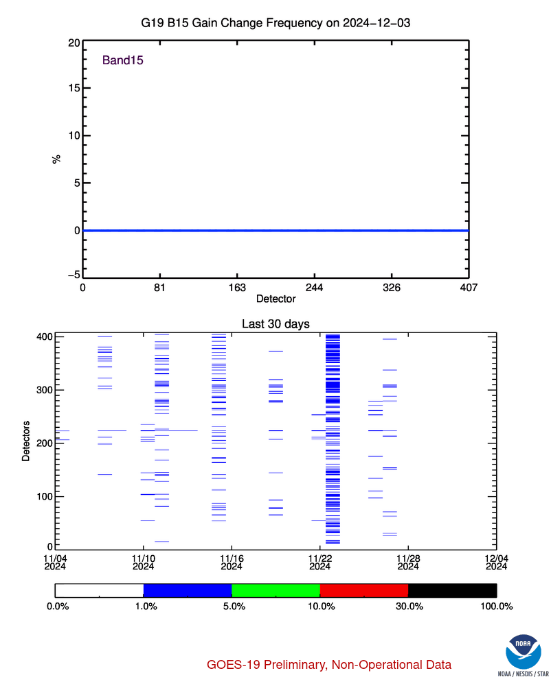 G19 B15 Gain Change Frequency on 2024−12−03
20
Band15
15
10
%
5
0
−5
0 81 163 244 326 407
Detector
Last 30 days
400
300
Detectors
200
100
0
11/04 11/10 11/16 11/22 11/28 12/04
2024 2024 2024 2024 2024 2024
0.0% 1.0% 5.0% 10.0% 30.0% 100.0%
NOAA
GOES-19 Preliminary, Non-Operational Data
NOAA / NESDIS / STAR